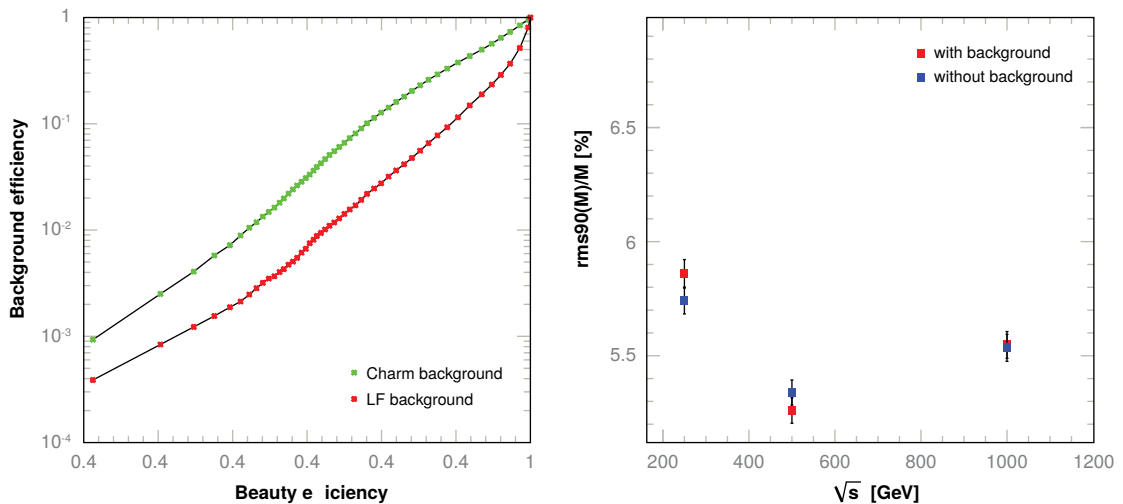 1
10-1
10-2
10-3
10-4
Background efficiency
Charm background
LF background
0.4 0.4 0.4 0.4 0.4 0.4 1
Beauty e iciency
with background
without background
6.5
6
5.5
rms90(M)/M [%]
200 400 600 800 1000 1200
√s [GeV]